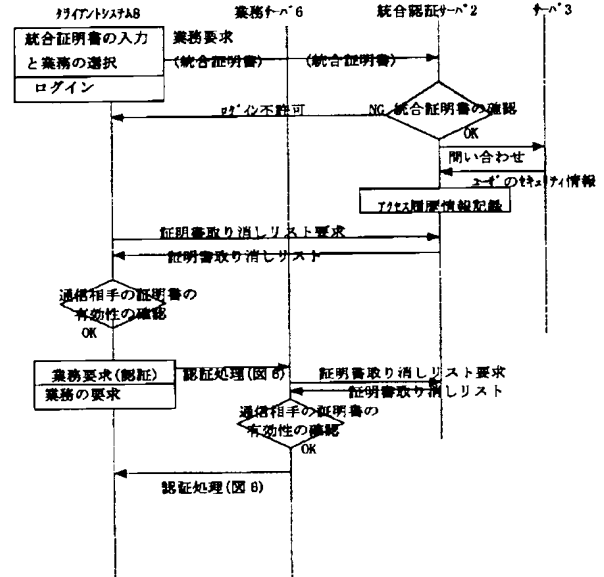 クライアントシステム8
業務サーバ6
統合認証サーバ2
サーバ3
統合証明書の入力
と業務の選択
ログイン
業務要求
(統合証明書)
(統合証明書)
ログイン不許可
NG
統合証明書の確認
OK
問い合わせ
ユーザのセキュリティ情報
アクセス履歴情報記録
証明書取り消しリスト要求
証明書取り消しリスト
通信相手の証明書の
有効性の確認
OK
業務要求(認証)
業務の要求
認証処理(図6)
証明書取り消しリスト要求
証明書取り消しリスト
通信相手の証明書の
有効性の確認
OK
認証処理(図6)